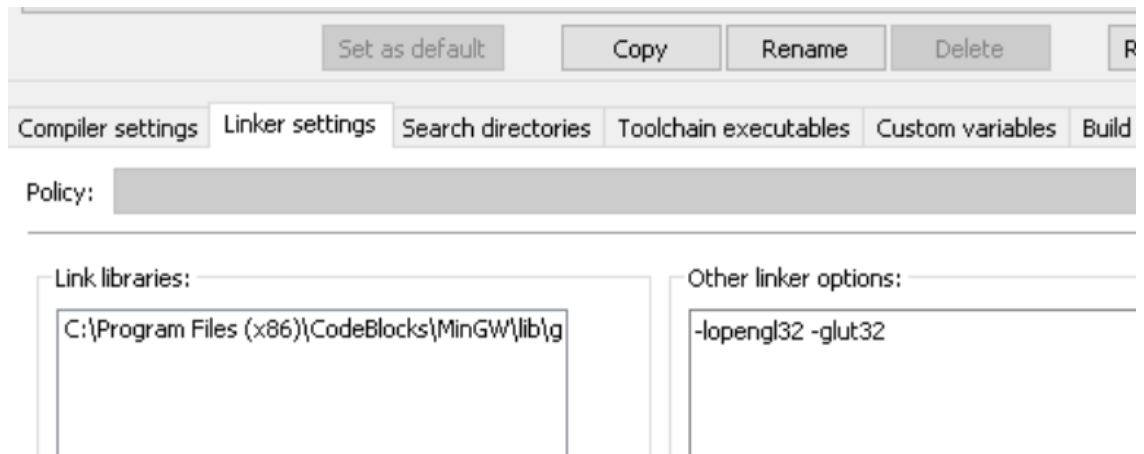 Set as default Copy Rename Delete R
Compiler settings Linker settings Search directories Toolchain executables Custom variables Build
Policy:
Link libraries: Other linker options:
C:\Program Files (x86)\CodeBlocks\MinGW\lib\g -lopengl32 -glut32